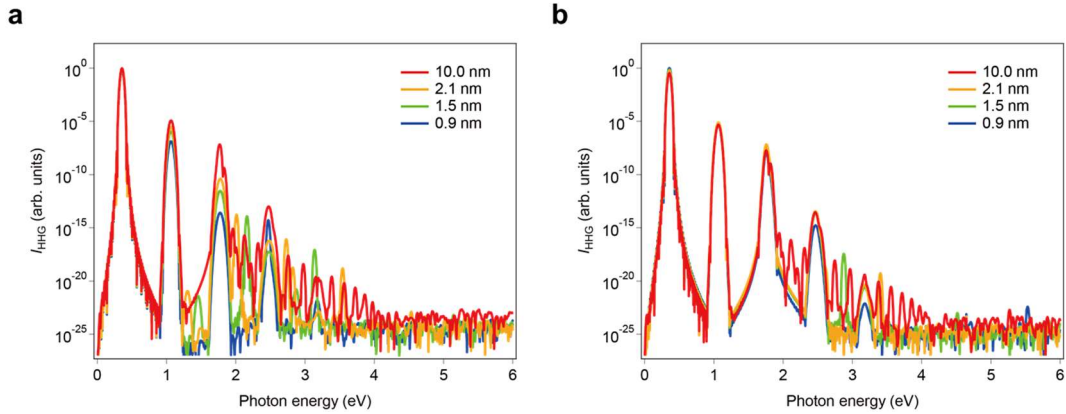 a
b
10⁰
10⁻⁵
10⁻¹⁰
10⁻¹⁵
10⁻²⁰
10⁻²⁵
I_HHG (arb. units)
10.0 nm
2.1 nm
1.5 nm
0.9 nm
0 1 2 3 4 5 6
Photon energy (eV)
10⁰
10⁻⁵
10⁻¹⁰
10⁻¹⁵
10⁻²⁰
10⁻²⁵
I_HHG (arb. units)
10.0 nm
2.1 nm
1.5 nm
0.9 nm
0 1 2 3 4 5 6
Photon energy (eV)